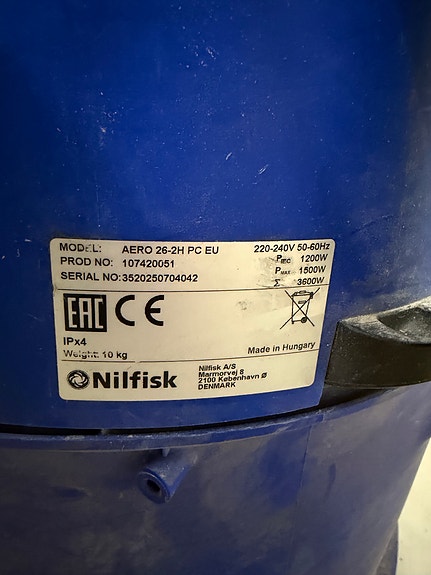 MODEL: AERO 26-2H PC EU 220-240V 50-60Hz
PROD NO: 107420051 PIEC 1200W
SERIAL NO:3520250704042 PMAX 1500W
Σ 3600W
EAC CE
IPx4
Weight: 10 kg Made in Hungary
Nilfisk
Nilfisk A/S
Marmorvej 8
2100 København Ø
DENMARK